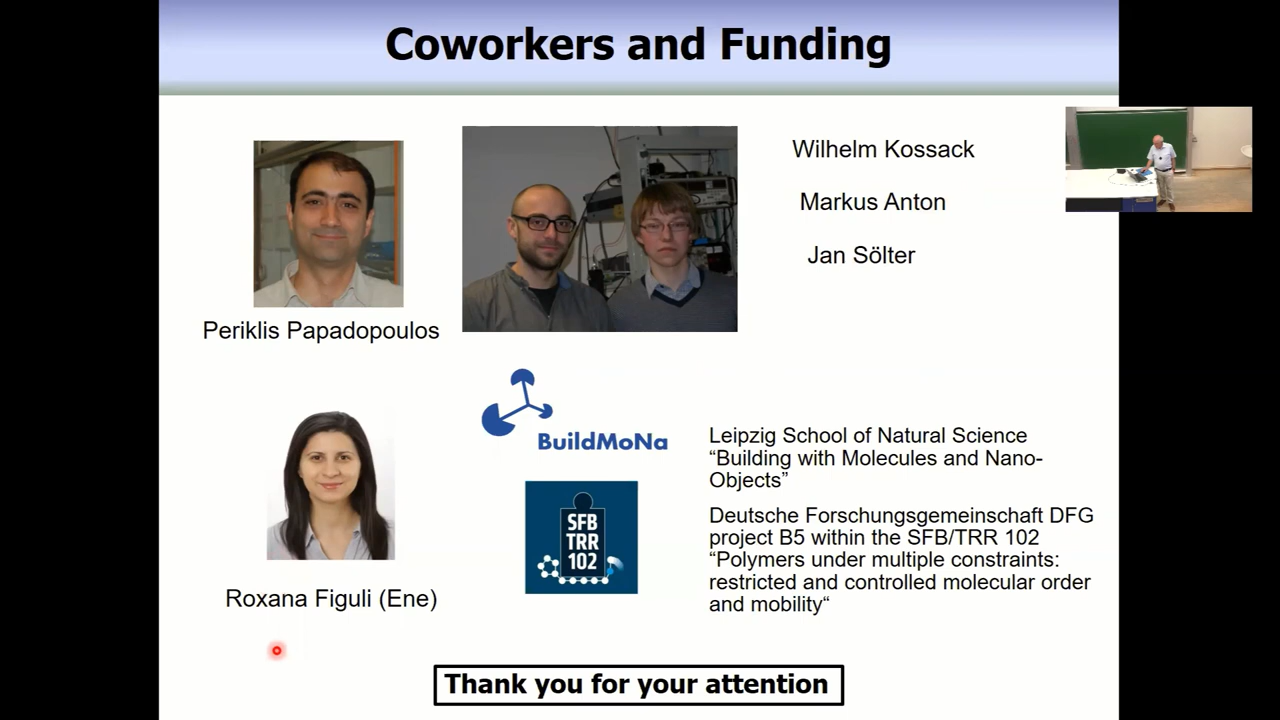 Coworkers and Funding
Wilhelm Kossack
Markus Anton
Jan Sölter
Periklis Papadopoulos
BuildMoNa
Leipzig School of Natural Science
“Building with Molecules and Nano-
Objects”
SFB
TRR
102
Deutsche Forschungsgemeinschaft DFG
project B5 within the SFB/TRR 102
“Polymers under multiple constraints:
restricted and controlled molecular order
and mobility“
Roxana Figuli (Ene)
Thank you for your attention